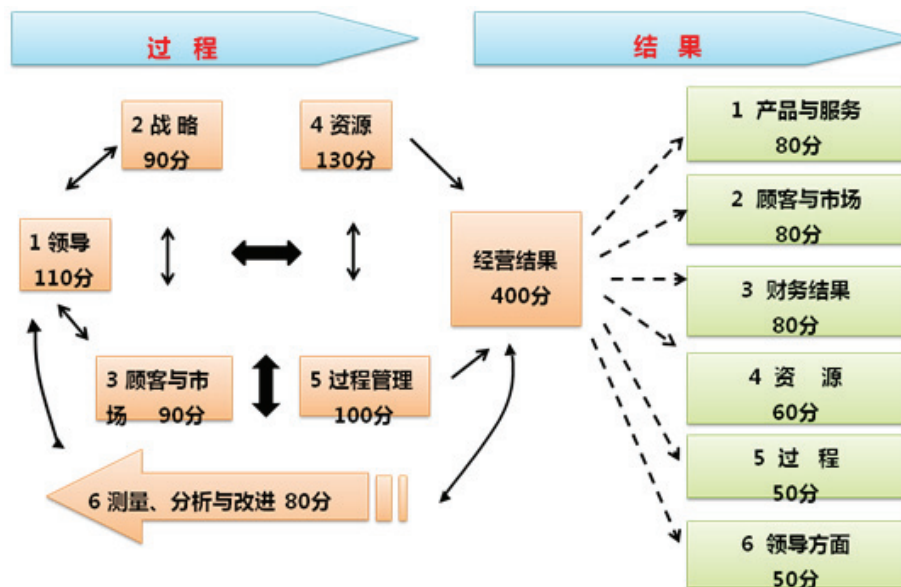 过 程
结 果
2 战 略
90分
4 资源
130分
1 领导
110分
3 顾客与市
场 90分
5 过程管理
100分
6 测量、分析与改进 80分
经营结果
400分
1 产品与服务
80分
2 顾客与市场
80分
3 财务结果
80分
4 资 源
60分
5 过 程
50分
6 领导方面
50分